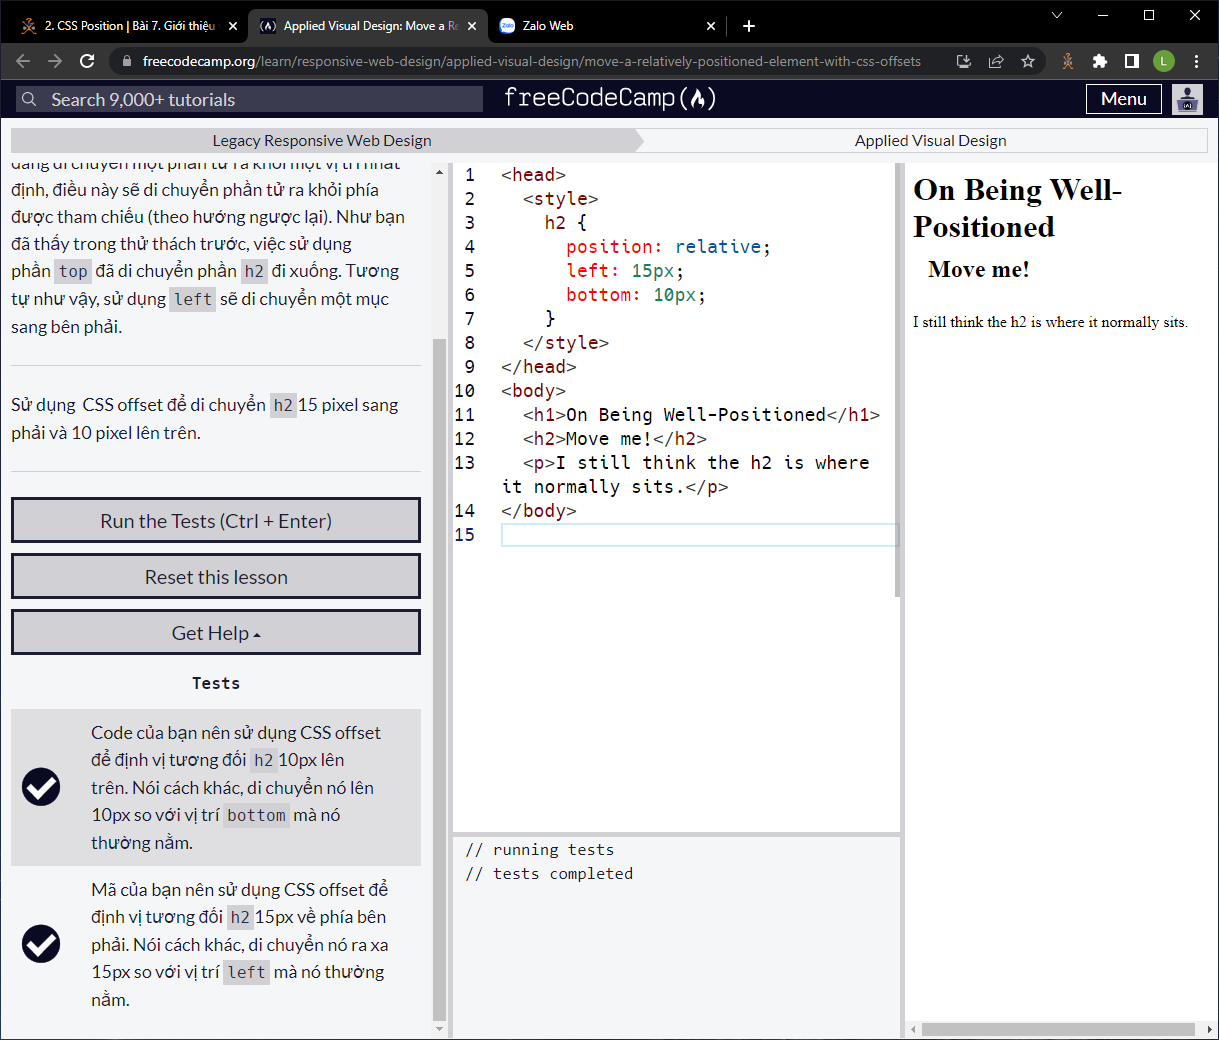 2. CSS Position | Bài 7. Giới thiệu
Applied Visual Design: Move a Re
Zalo Web
freecodecamp.org/learn/responsive-web-design/applied-visual-design/move-a-relatively-positioned-element-with-css-offsets
L
Search 9,000+ tutorials
freeCodeCamp(🔥)
Menu
Legacy Responsive Web Design
Applied Visual Design
đang di chuyển một phần tử ra khỏi một vị trí nhất
định, điều này sẽ di chuyển phần tử ra khỏi phía
được tham chiếu (theo hướng ngược lại). Như bạn
đã thấy trong thử thách trước, việc sử dụng
phần top đã di chuyển phần h2 đi xuống. Tương
tự như vậy, sử dụng left sẽ di chuyển một mục
sang bên phải.
Sử dụng CSS offset để di chuyển h2 15 pixel sang
phải và 10 pixel lên trên.
Run the Tests (Ctrl + Enter)
Reset this lesson
Get Help
Tests
Code của bạn nên sử dụng CSS offset
để định vị tương đối h2 10px lên
trên. Nói cách khác, di chuyển nó lên
10px so với vị trí bottom mà nó
thường nằm.
Mã của bạn nên sử dụng CSS offset để
định vị tương đối h2 15px về phía bên
phải. Nói cách khác, di chuyển nó ra xa
15px so với vị trí left mà nó thường
nằm.
1 <head>
2 <style>
3 h2 {
4 position: relative;
5 left: 15px;
6 bottom: 10px;
7 }
8 </style>
9 </head>
10 <body>
11 <h1>On Being Well-Positioned</h1>
12 <h2>Move me!</h2>
13 <p>I still think the h2 is where
it normally sits.</p>
14 </body>
15
// running tests
// tests completed
On Being Well-
Positioned
Move me!
I still think the h2 is where it normally sits.